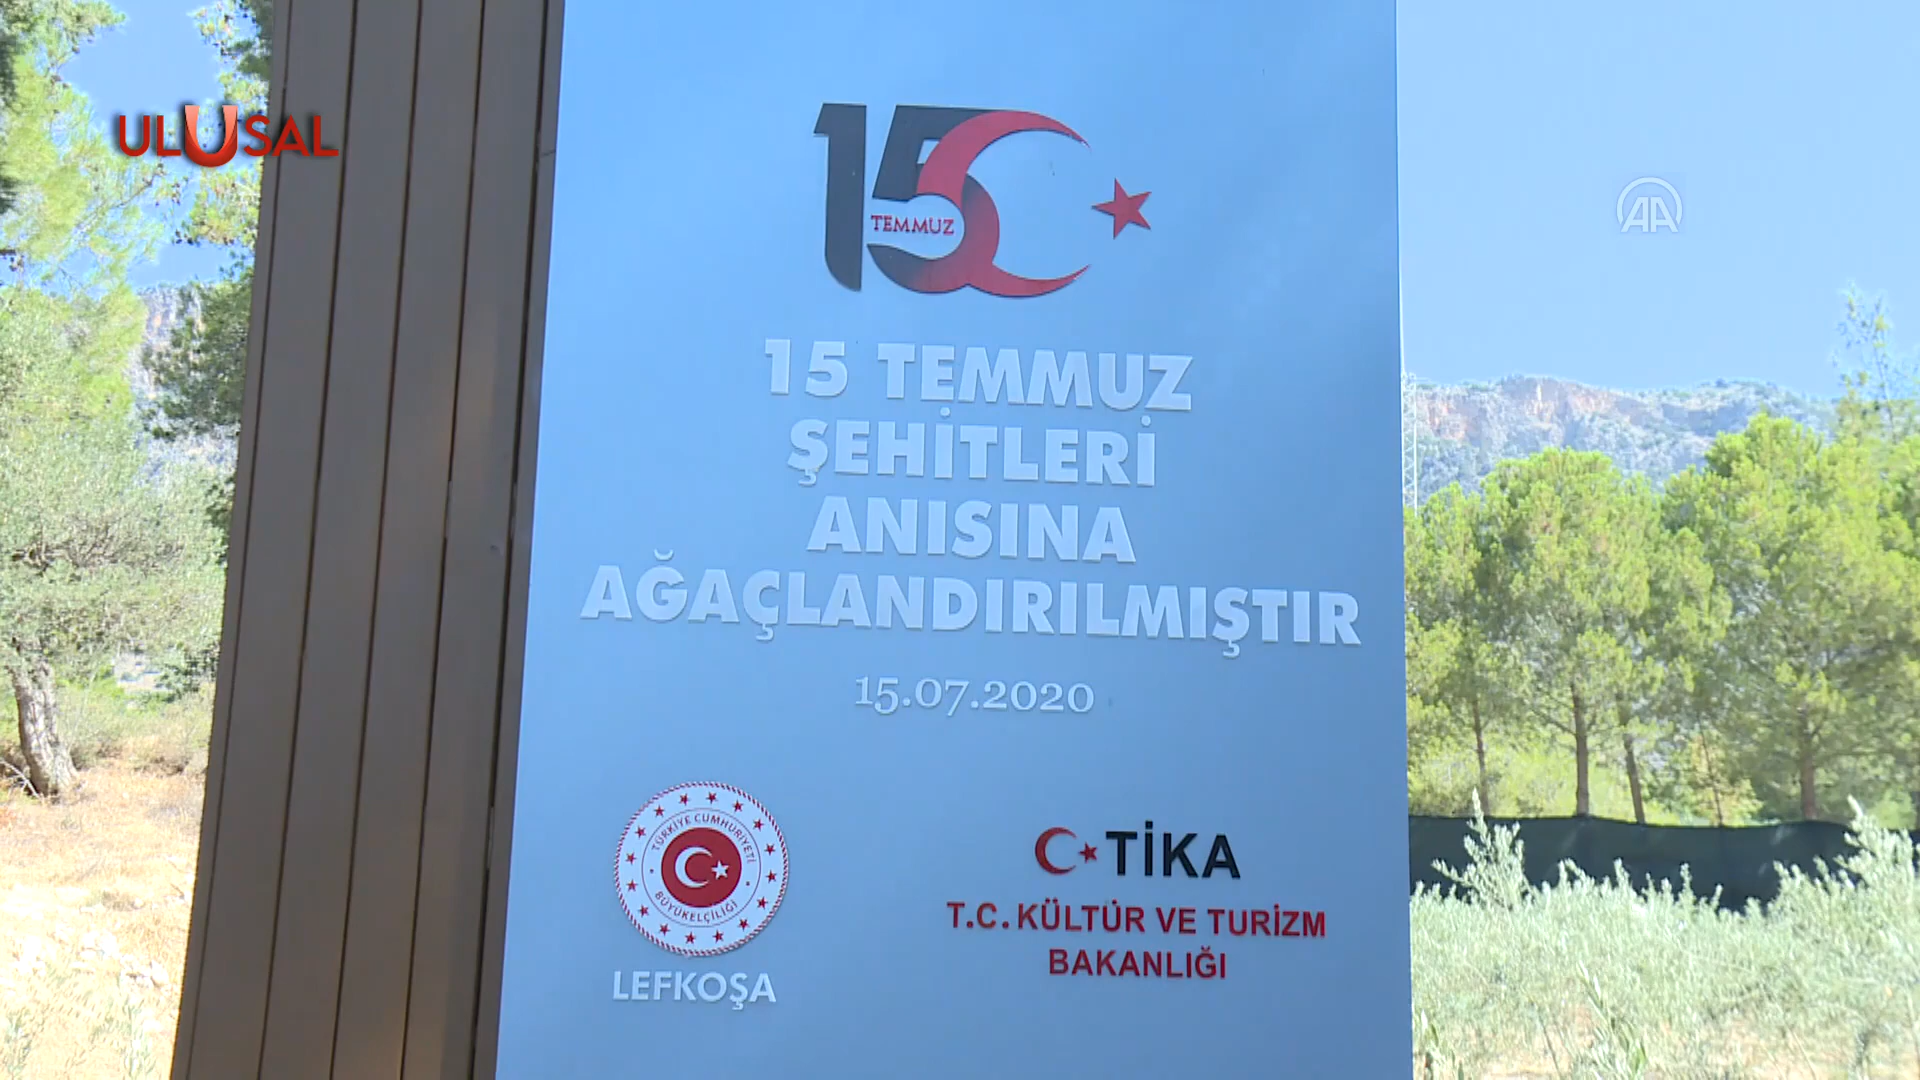 ULUSAL
AA
15
TEMMUZ
15 TEMMUZ
ŞEHİTLERİ
ANISINA
AĞAÇLANDIRILMIŞTIR
15.07.2020
TÜRKİYE CUMHURİYETİ
BÜYÜKELÇİLİĞİ
LEFKOŞA
TİKA
T.C. KÜLTÜR VE TURİZM
BAKANLIĞI